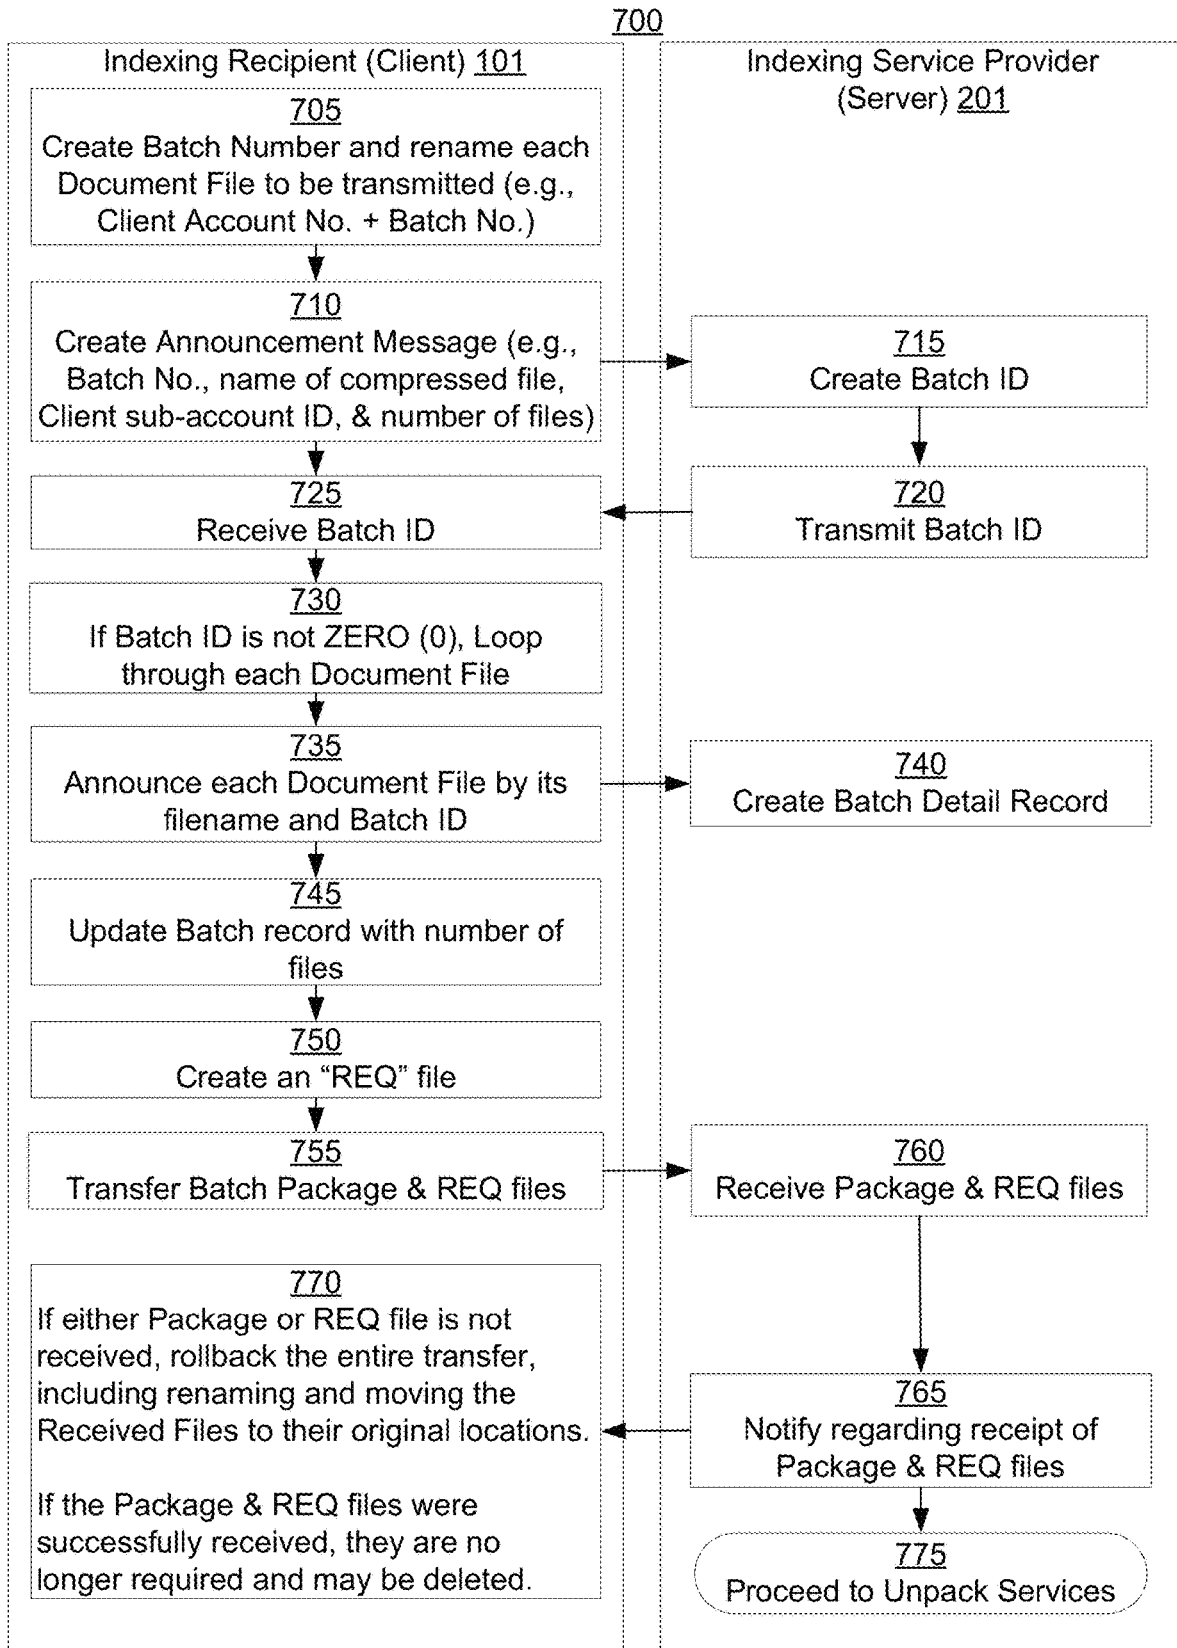 700
Indexing Recipient (Client) 101
705
Create Batch Number and rename each
Document File to be transmitted (e.g.,
Client Account No. + Batch No.)
710
Create Announcement Message (e.g.,
Batch No., name of compressed file,
Client sub-account ID, & number of files)
725
Receive Batch ID
730
If Batch ID is not ZERO (0), Loop
through each Document File
735
Announce each Document File by its
filename and Batch ID
745
Update Batch record with number of
files
750
Create an “REQ” file
755
Transfer Batch Package & REQ files
770
If either Package or REQ file is not
received, rollback the entire transfer,
including renaming and moving the
Received Files to their original locations.
If the Package & REQ files were
successfully received, they are no
longer required and may be deleted.
Indexing Service Provider
(Server) 201
715
Create Batch ID
720
Transmit Batch ID
740
Create Batch Detail Record
760
Receive Package & REQ files
765
Notify regarding receipt of
Package & REQ files
775
Proceed to Unpack Services